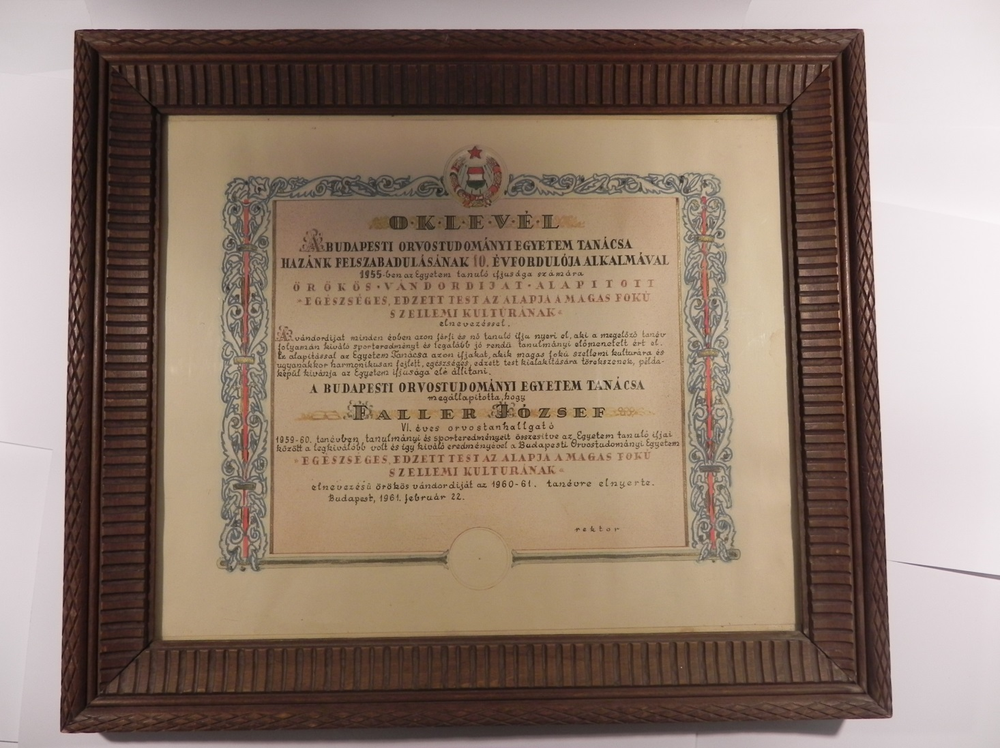 O·K·L·E·V·É·L
A BUDAPESTI ORVOSTUDOMÁNYI EGYETEM TANÁCSA
HAZÁNK FELSZABADULÁSÁNAK 10. ÉVFORDULÓJA ALKALMÁVAL
1955-ben az Egyetem tanuló ifjusága számára
ÖRÖKÖS·VÁNDORDIJAT·ALAPITOTT
"EGÉSZSÉGES, EDZETT TEST AZ ALAPJA A MAGAS FOKÚ
SZELLEMI KULTÚRÁNAK"
elnevezéssel.
A vándordijat minden évben azon férfi és nő tanuló ifju nyeri el, aki a megelőző tanév
folyamán kiváló sporteredményt és legalább jó rendü tanulmányi előmenetelt ért el.
Ez alapitással az Egyetem Tanácsa azon ifjakat, akik magas fokú szellemi kulturára és
ugyanakkor harmonikusan fejlett, egészséges, edzett test kialakitására törekszenek, példa-
képül kivánja az Egyetem ifjusága elé állitani.
A BUDAPESTI ORVOSTUDOMÁNYI EGYETEM TANÁCSA
megállapitotta, hogy
FALLER JÓZSEF
VI. éves orvostanhallgató
1959-60. tanévben tanulmányi és sporteredményeit összesitve az Egyetem tanuló ifjai
között a legkiválóbb volt és igy kiváló eredményével a Budapesti Orvostudományi Egyetem
"EGÉSZSÉGES, EDZETT TEST AZ ALAPJA A MAGAS FOKÚ
SZELLEMI KULTURÁNAK"
elnevezésü örökös vándordiját az 1960-61. tanévre elnyerte.
Budapest, 1961. február 22.
rektor